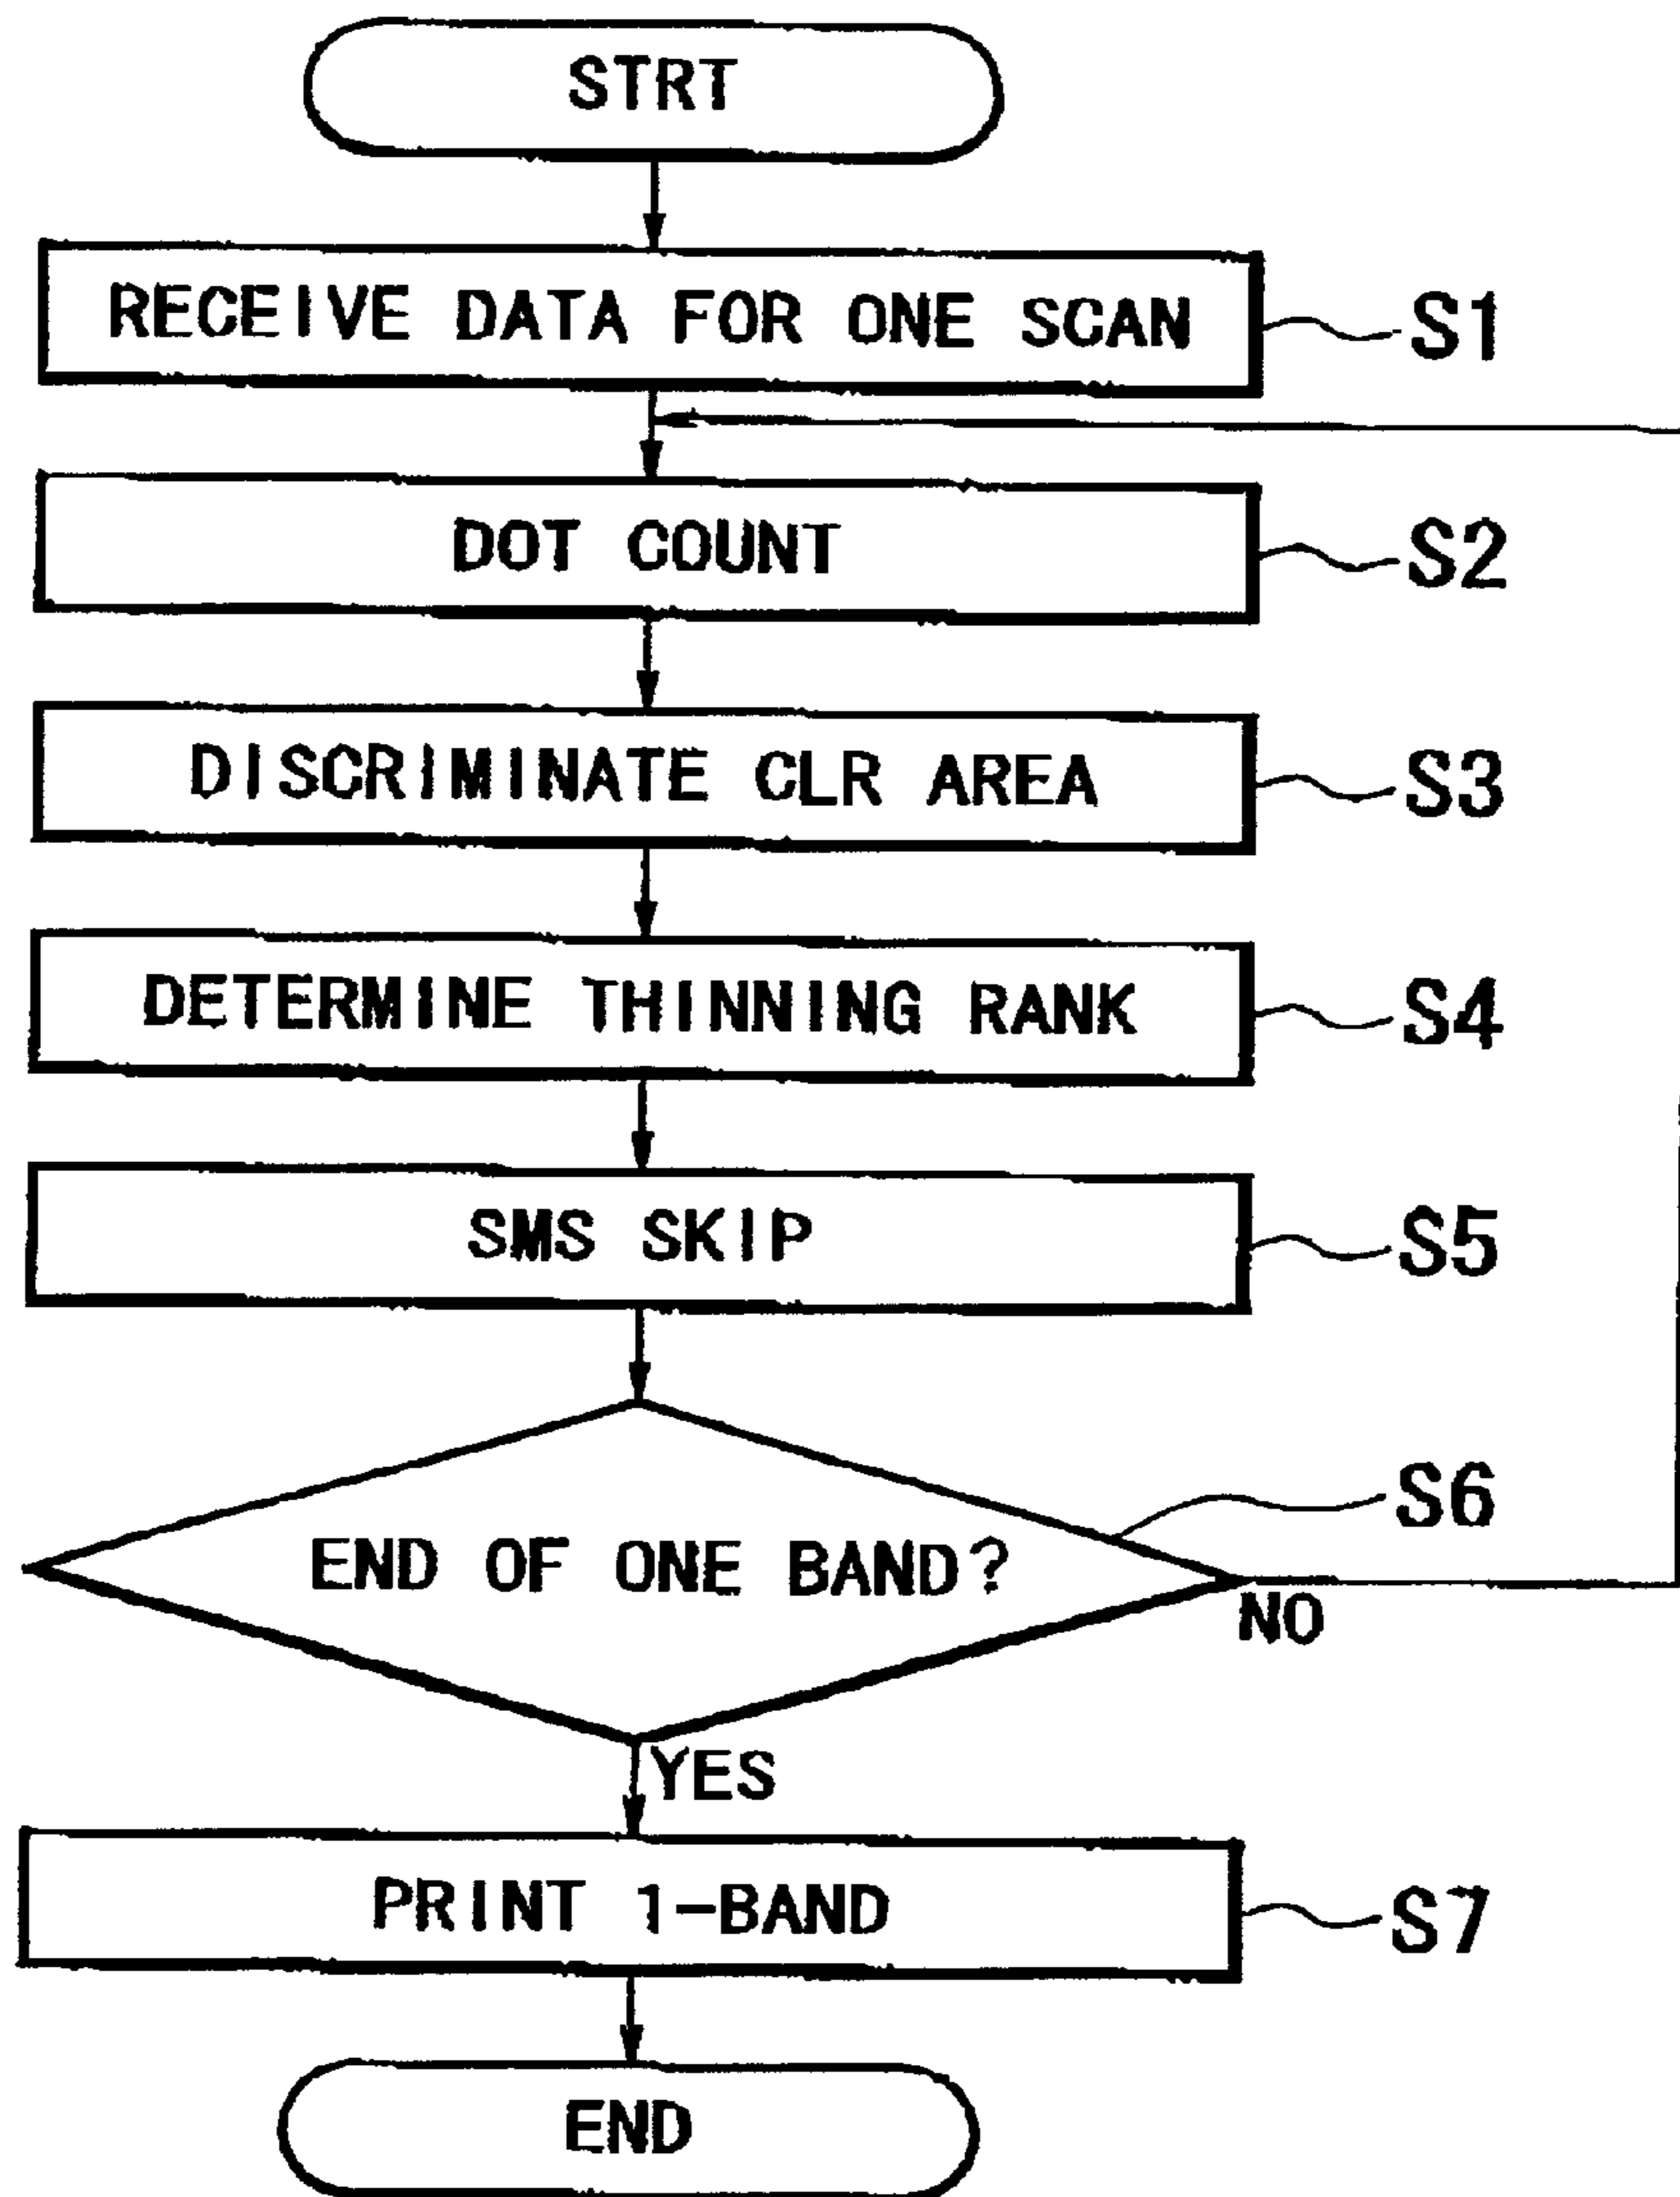 STRT
RECEIVE DATA FOR ONE SCAN
S1
DOT COUNT
S2
DISCRIMINATE CLR AREA
S3
DETERMINE THINNING RANK
S4
SMS SKIP
S5
END OF ONE BAND?
S6
NO
YES
PRINT 1-BAND
S7
END